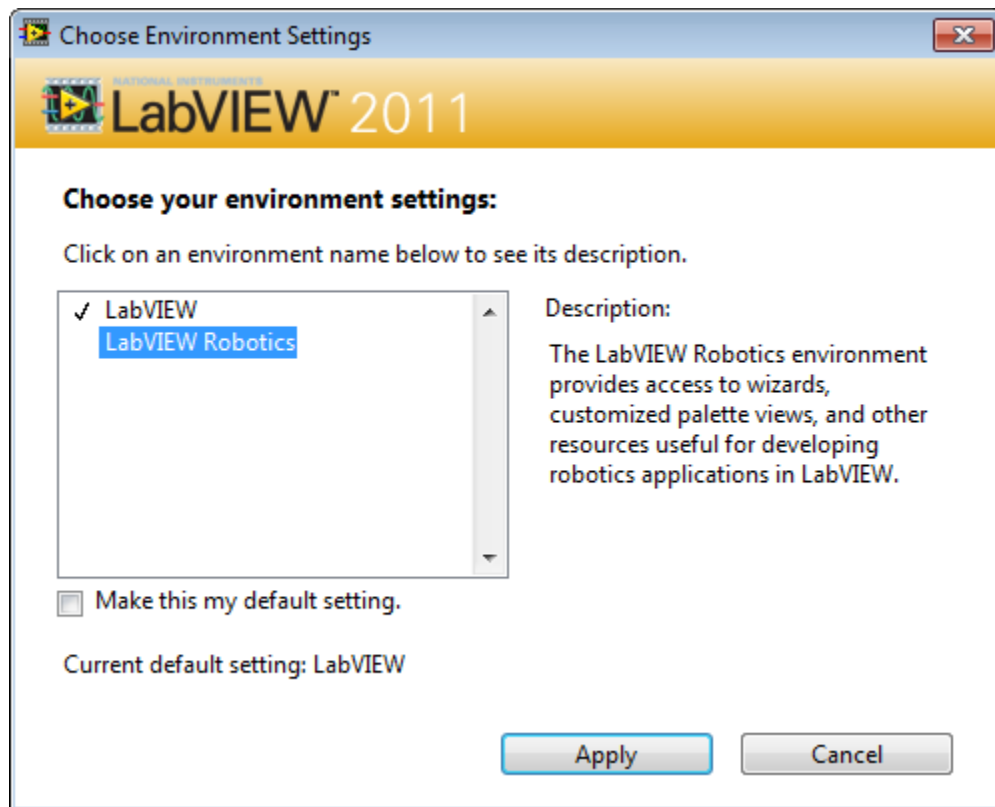 Choose Environment Settings
NATIONAL INSTRUMENTS
LabVIEW™ 2011
Choose your environment settings:
Click on an environment name below to see its description.
✓ LabVIEW
LabVIEW Robotics
Description:
The LabVIEW Robotics environment
provides access to wizards,
customized palette views, and other
resources useful for developing
robotics applications in LabVIEW.
Make this my default setting.
Current default setting: LabVIEW
Apply
Cancel